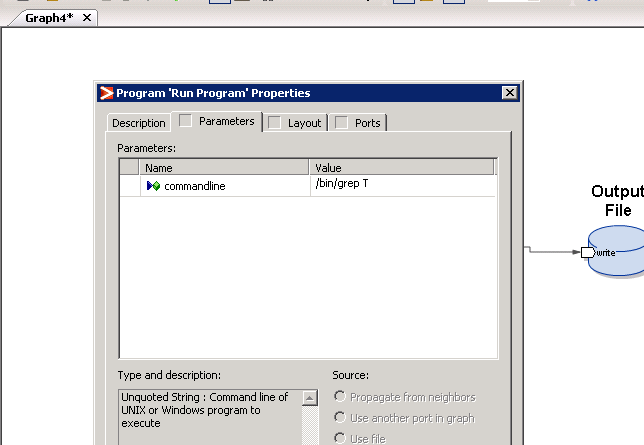 Graph4*
Program 'Run Program' Properties
Description
Parameters
Layout
Ports
Parameters:
Name
Value
commandline
/bin/grep T
Output
File
write
Type and description:
Source:
Unquoted String : Command line of
UNIX or Windows program to
execute
Propagate from neighbors
Use another port in graph
Use file